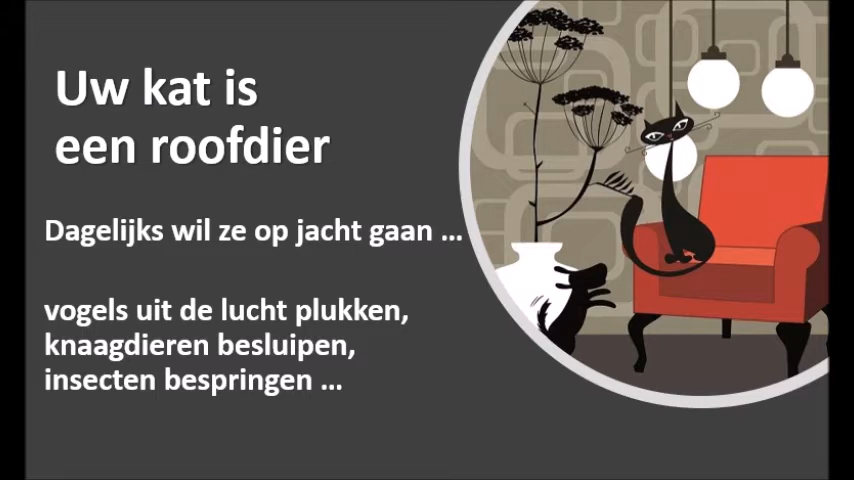 Uw kat is
een roofdier
Dagelijks wil ze op jacht gaan ...
vogels uit de lucht plukken,
knaagdieren besluipen,
insecten bespringen ...